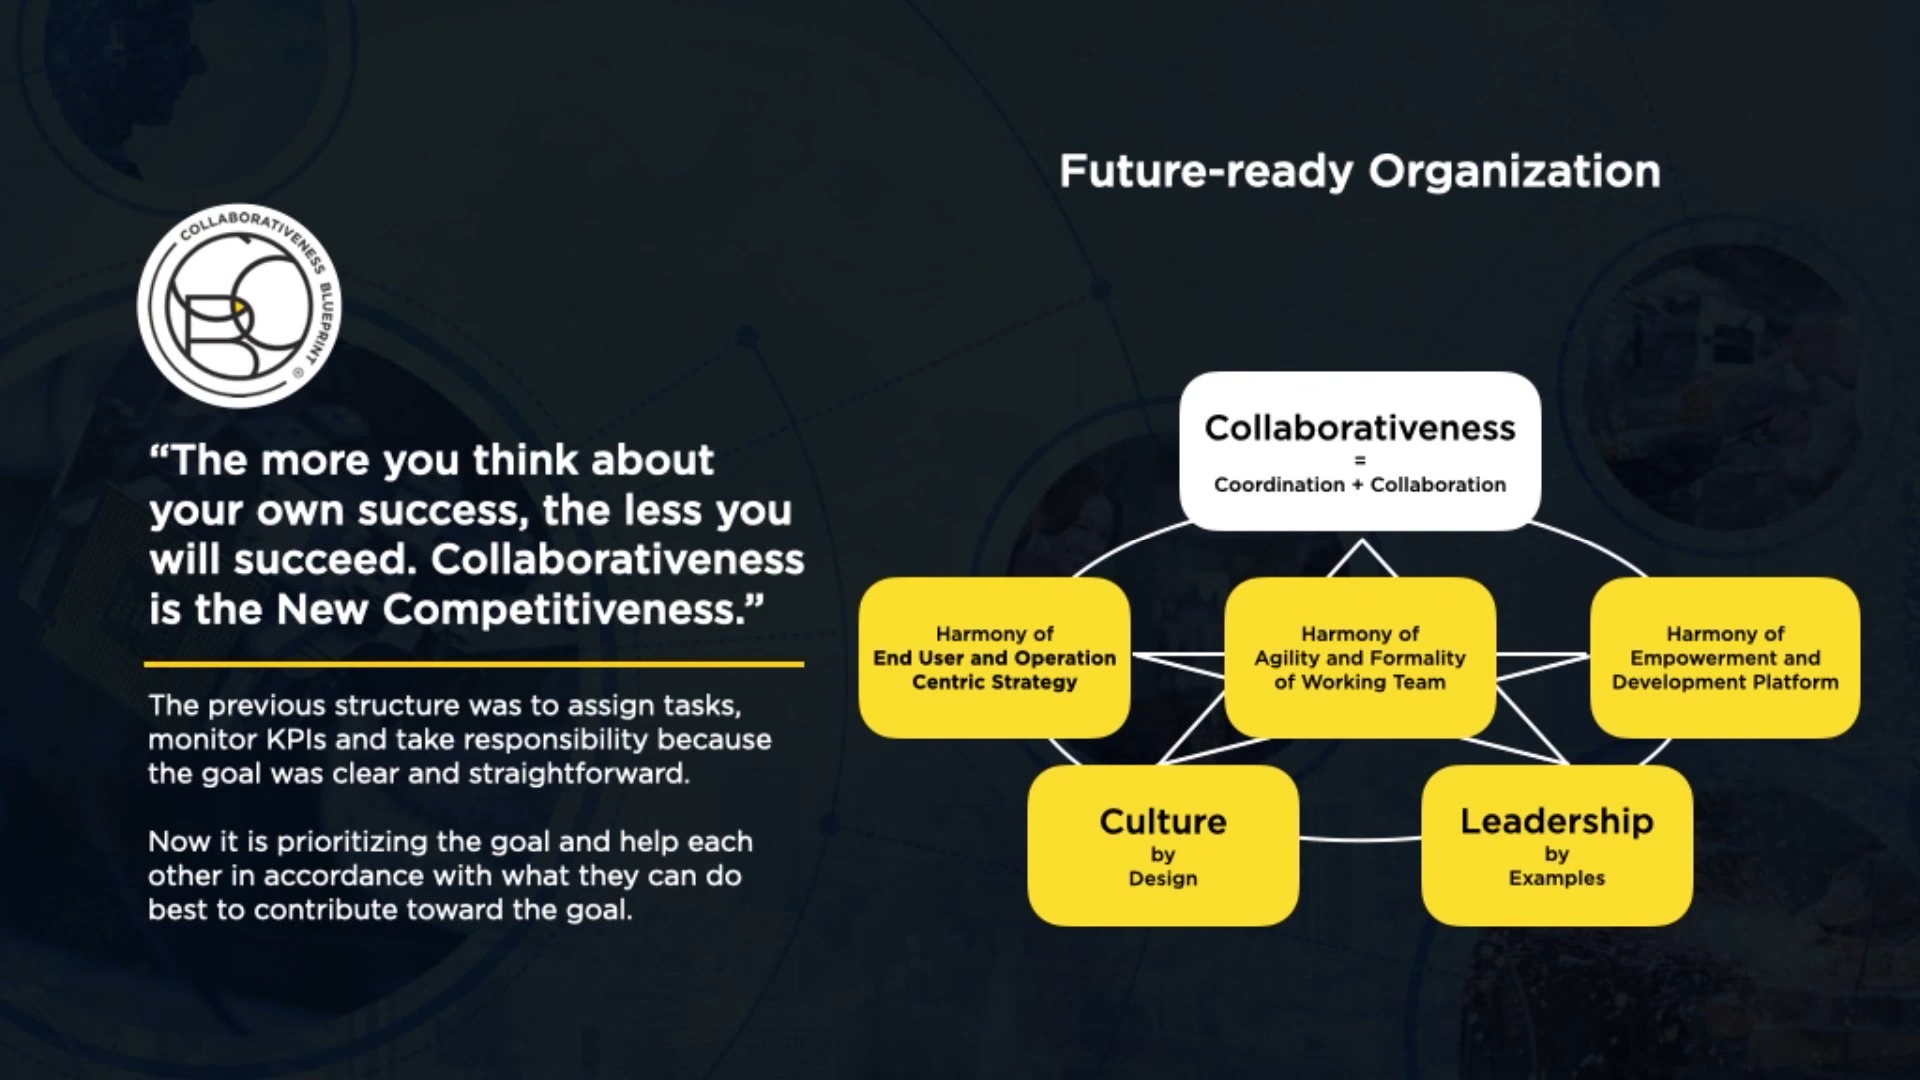 COLLABORATIVENESS BLUEPRINT ®
“The more you think about
your own success, the less you
will succeed. Collaborativeness
is the New Competitiveness.”
The previous structure was to assign tasks,
monitor KPIs and take responsibility because
the goal was clear and straightforward.
Now it is prioritizing the goal and help each
other in accordance with what they can do
best to contribute toward the goal.
Future-ready Organization
Collaborativeness
=
Coordination + Collaboration
Harmony of
End User and Operation
Centric Strategy
Harmony of
Agility and Formality
of Working Team
Harmony of
Empowerment and
Development Platform
Culture
by
Design
Leadership
by
Examples